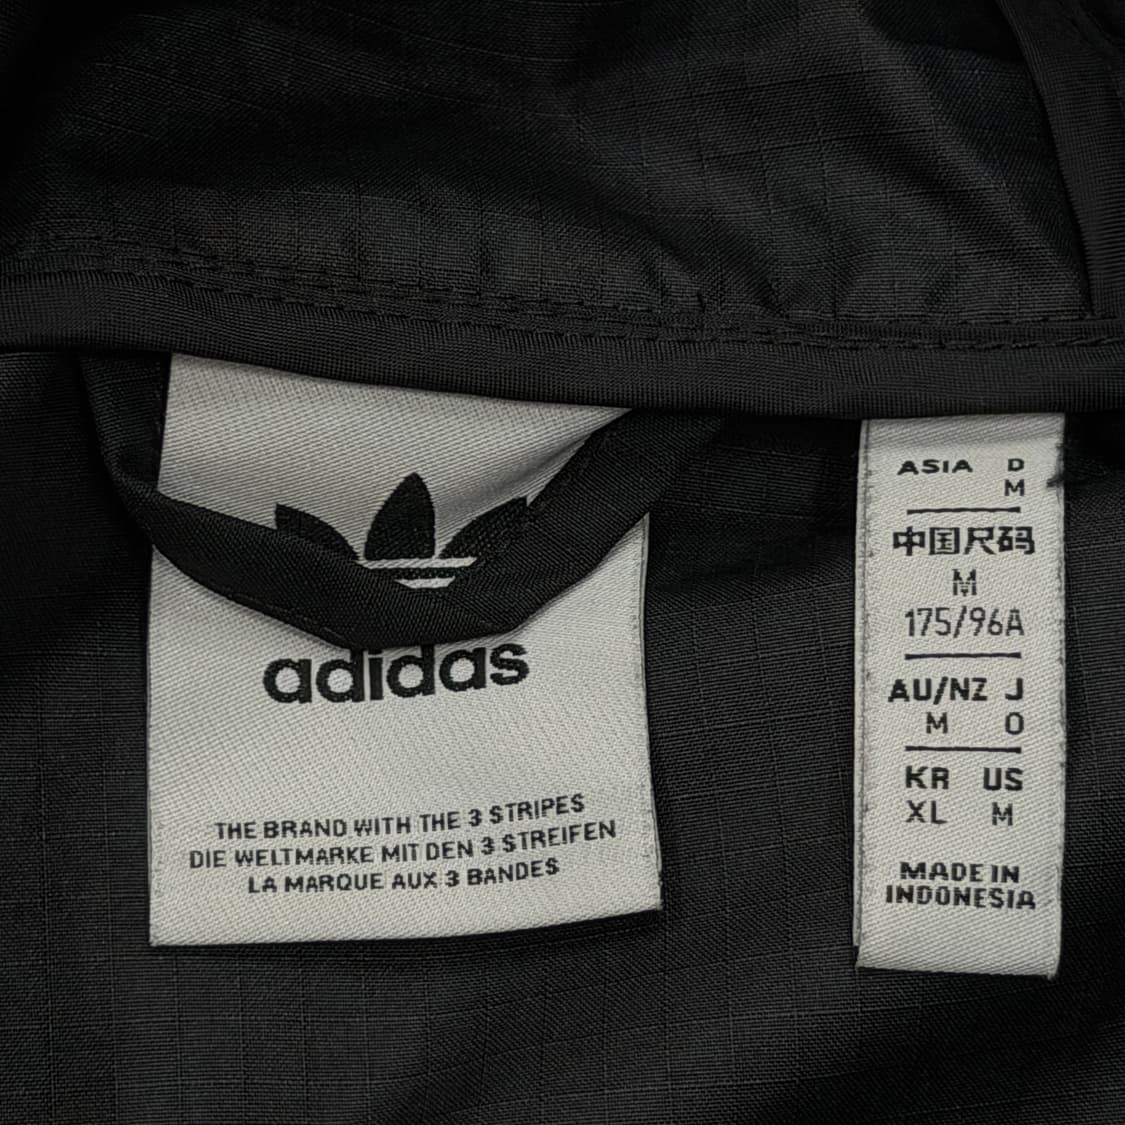 adidas
THE BRAND WITH THE 3 STRIPES
DIE WELTMARKE MIT DEN 3 STREIFEN
LA MARQUE AUX 3 BANDES
ASIA D
M
中国尺码
M
175/96A
AU/NZ J
M O
KR US
XL M
MADE IN
INDONESIA